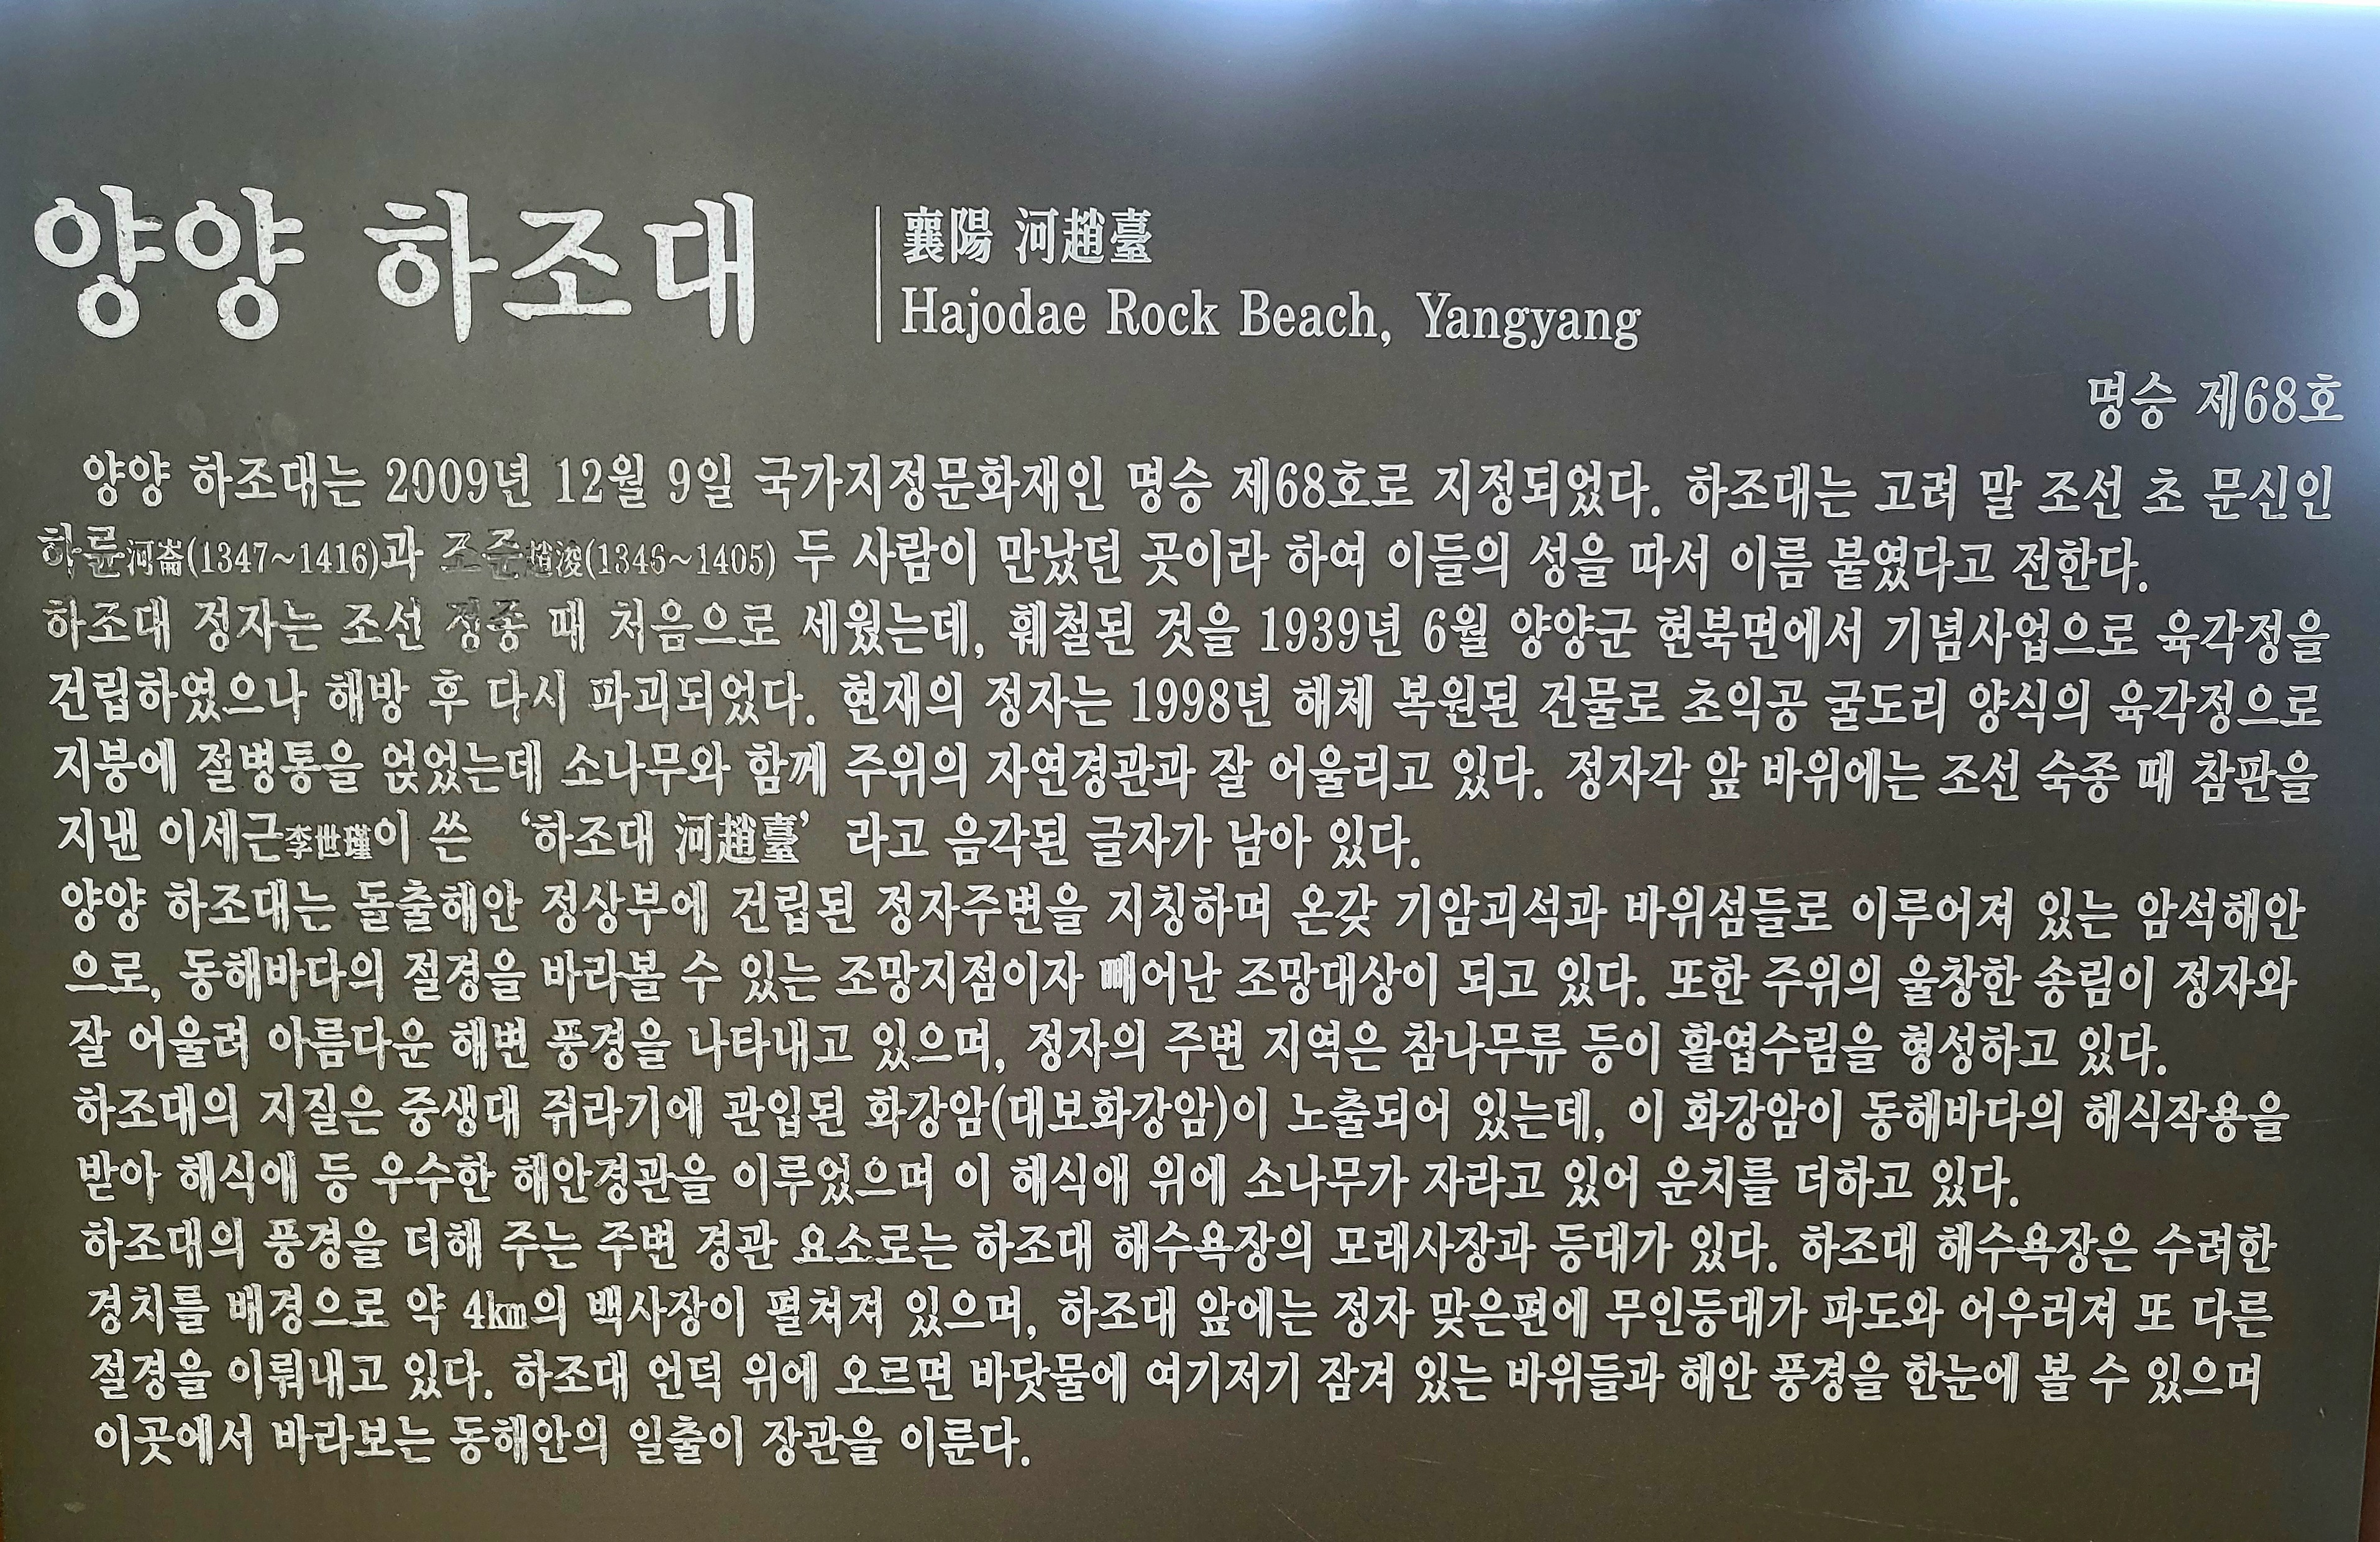 양양 하조대
襄陽 河趙臺
Hajodae Rock Beach, Yangyang
명승 제68호
양양 하조대는 2009년 12월 9일 국가지정문화재인 명승 제68호로 지정되었다. 하조대는 고려 말 조선 초 문신인
하륜河崙(1347~1416)과 조준趙浚(1346~1405) 두 사람이 만났던 곳이라 하여 이들의 성을 따서 이름 붙였다고 전한다.
하조대 정자는 조선 정종 때 처음으로 세웠는데, 훼철된 것을 1939년 6월 양양군 현북면에서 기념사업으로 육각정을
건립하였으나 해방 후 다시 파괴되었다. 현재의 정자는 1998년 해체 복원된 건물로 초익공 굴도리 양식의 육각정으로
지붕에 절병통을 얹었는데 소나무와 함께 주위의 자연경관과 잘 어울리고 있다. 정자각 앞 바위에는 조선 숙종 때 참판을
지낸 이세근李世瑾이 쓴 ‘하조대 河趙臺’ 라고 음각된 글자가 남아 있다.
양양 하조대는 돌출해안 정상부에 건립된 정자주변을 지칭하며 온갖 기암괴석과 바위섬들로 이루어져 있는 암석해안
으로, 동해바다의 절경을 바라볼 수 있는 조망지점이자 빼어난 조망대상이 되고 있다. 또한 주위의 울창한 송림이 정자와
잘 어울려 아름다운 해변 풍경을 나타내고 있으며, 정자의 주변 지역은 참나무류 등이 활엽수림을 형성하고 있다.
하조대의 지질은 중생대 쥐라기에 관입된 화강암(대보화강암)이 노출되어 있는데, 이 화강암이 동해바다의 해식작용을
받아 해식애 등 우수한 해안경관을 이루었으며 이 해식애 위에 소나무가 자라고 있어 운치를 더하고 있다.
하조대의 풍경을 더해 주는 주변 경관 요소로는 하조대 해수욕장의 모래사장과 등대가 있다. 하조대 해수욕장은 수려한
경치를 배경으로 약 4㎞의 백사장이 펼쳐져 있으며, 하조대 앞에는 정자 맞은편에 무인등대가 파도와 어우러져 또 다른
절경을 이뤄내고 있다. 하조대 언덕 위에 오르면 바닷물에 여기저기 잠겨 있는 바위들과 해안 풍경을 한눈에 볼 수 있으며
이곳에서 바라보는 동해안의 일출이 장관을 이룬다.